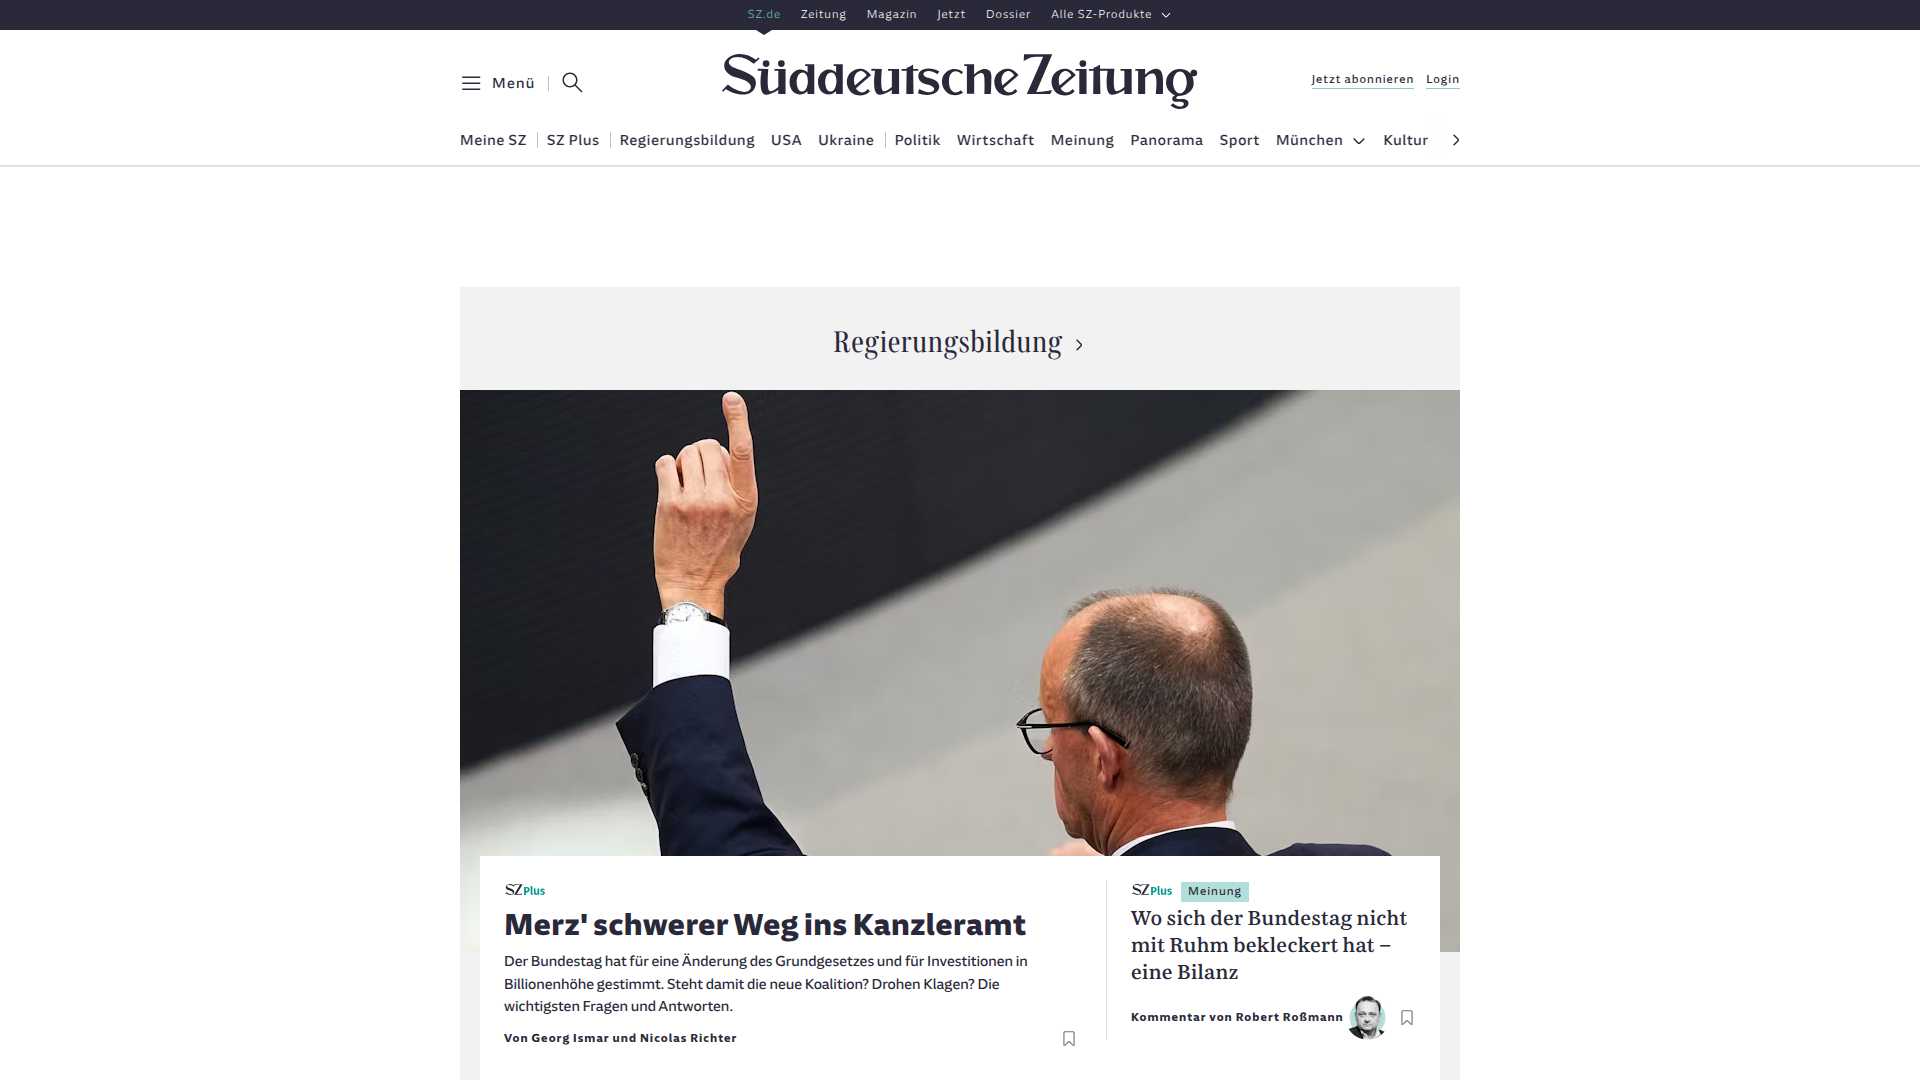 SZ.de Zeitung Magazin Jetzt Dossier Alle SZ-Produkte
Menü
Süddeutsche Zeitung
Jetzt abonnieren Login
Meine SZ SZ Plus Regierungsbildung USA Ukraine Politik Wirtschaft Meinung Panorama Sport München Kultur
Regierungsbildung
SZ Plus
Merz' schwerer Weg ins Kanzleramt
Der Bundestag hat für eine Änderung des Grundgesetzes und für Investitionen in
Billionenhöhe gestimmt. Steht damit die neue Koalition? Drohen Klagen? Die
wichtigsten Fragen und Antworten.
Von Georg Ismar und Nicolas Richter
SZ Plus Meinung
Wo sich der Bundestag nicht
mit Ruhm bekleckert hat –
eine Bilanz
Kommentar von Robert Roßmann